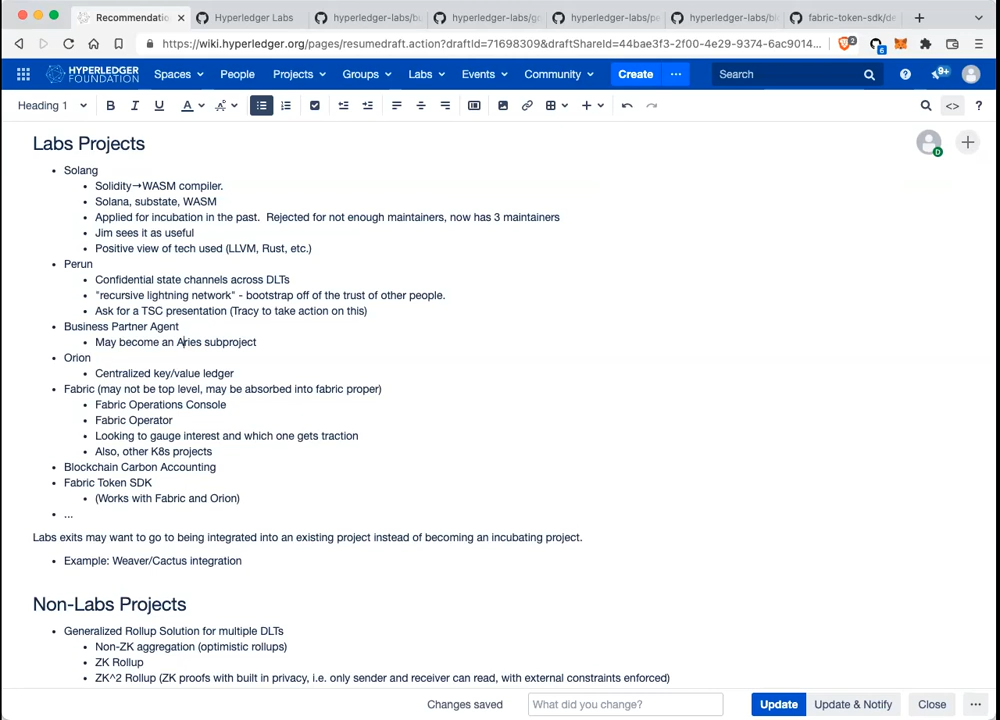 Recommendatio
Hyperledger Labs
hyperledger-labs/bu
hyperledger-labs/or
hyperledger-labs/pe
hyperledger-labs/blo
fabric-token-sdk/de
https://wiki.hyperledger.org/pages/resumedraft.action?draftId=71698309&draftShareId=44bae3f3-2f00-4e29-9374-6ac9014...
2
6
HYPERLEDGER FOUNDATION
Spaces
People
Projects
Groups
Labs
Events
Community
Create
...
Search
9+
Heading 1
B
I
U
A
Labs Projects
• Solang
• Solidity→WASM compiler.
• Solana, substate, WASM
• Applied for incubation in the past. Rejected for not enough maintainers, now has 3 maintainers
• Jim sees it as useful
• Positive view of tech used (LLVM, Rust, etc.)
• Perun
• Confidential state channels across DLTs
• "recursive lightning network" - bootstrap off of the trust of other people.
• Ask for a TSC presentation (Tracy to take action on this)
• Business Partner Agent
• May become an Aries subproject
• Orion
• Centralized key/value ledger
• Fabric (may not be top level, may be absorbed into fabric proper)
• Fabric Operations Console
• Fabric Operator
• Looking to gauge interest and which one gets traction
• Also, other K8s projects
• Blockchain Carbon Accounting
• Fabric Token SDK
• (Works with Fabric and Orion)
• ...
Labs exits may want to go to being integrated into an existing project instead of becoming an incubating project.
• Example: Weaver/Cactus integration
Non-Labs Projects
• Generalized Rollup Solution for multiple DLTs
• Non-ZK aggregation (optimistic rollups)
• ZK Rollup
• ZK^2 Rollup (ZK proofs with built in privacy, i.e. only sender and receiver can read, with external constraints enforced)
D
Changes saved
What did you change?
Update
Update & Notify
Close
...